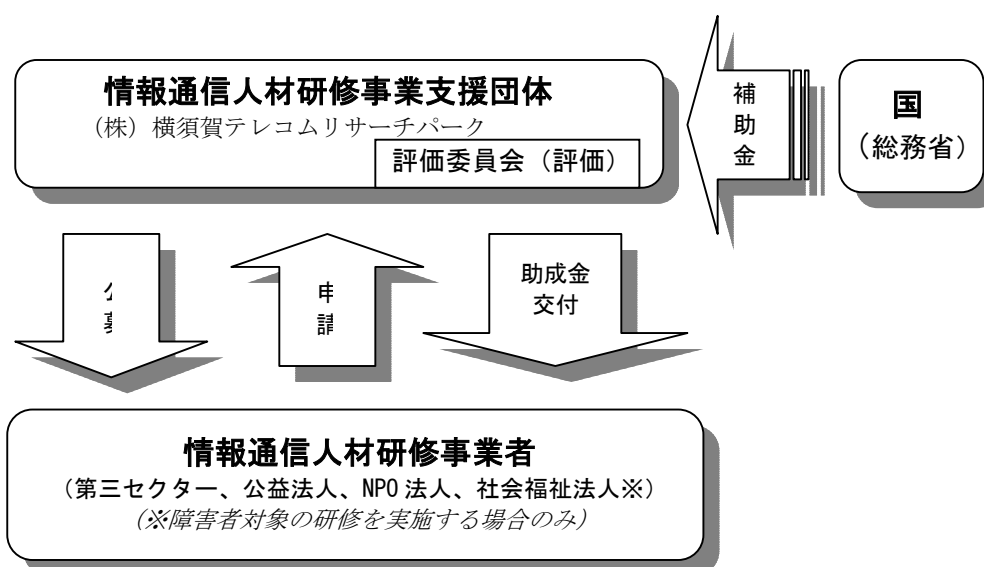 情報通信人材研修事業支援団体
（株）横須賀テレコムリサーチパーク
評価委員会（評価）
補
助
金
国
（総務省）
申
請
助成金
交付
情報通信人材研修事業者
（第三セクター、公益法人、NPO法人、社会福祉法人※）
（※障害者対象の研修を実施する場合のみ）